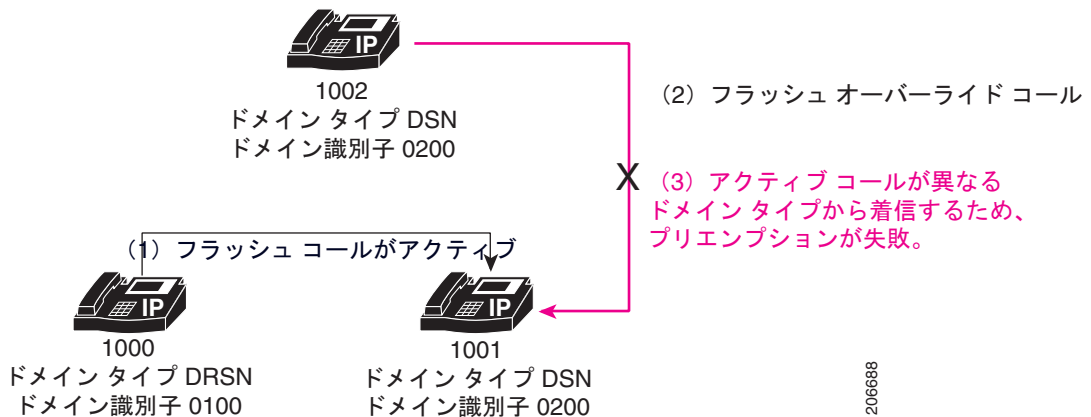 IP
1002
ドメイン タイプ DSN
ドメイン識別子 0200
(2) フラッシュ オーバーライド コール
X
(3) アクティブ コールが異なる
ドメイン タイプから着信するため、
プリエンプションが失敗。
(1) フラッシュ コールがアクティブ
IP
1000
ドメイン タイプ DRSN
ドメイン識別子 0100
IP
1001
ドメイン タイプ DSN
ドメイン識別子 0200
206688